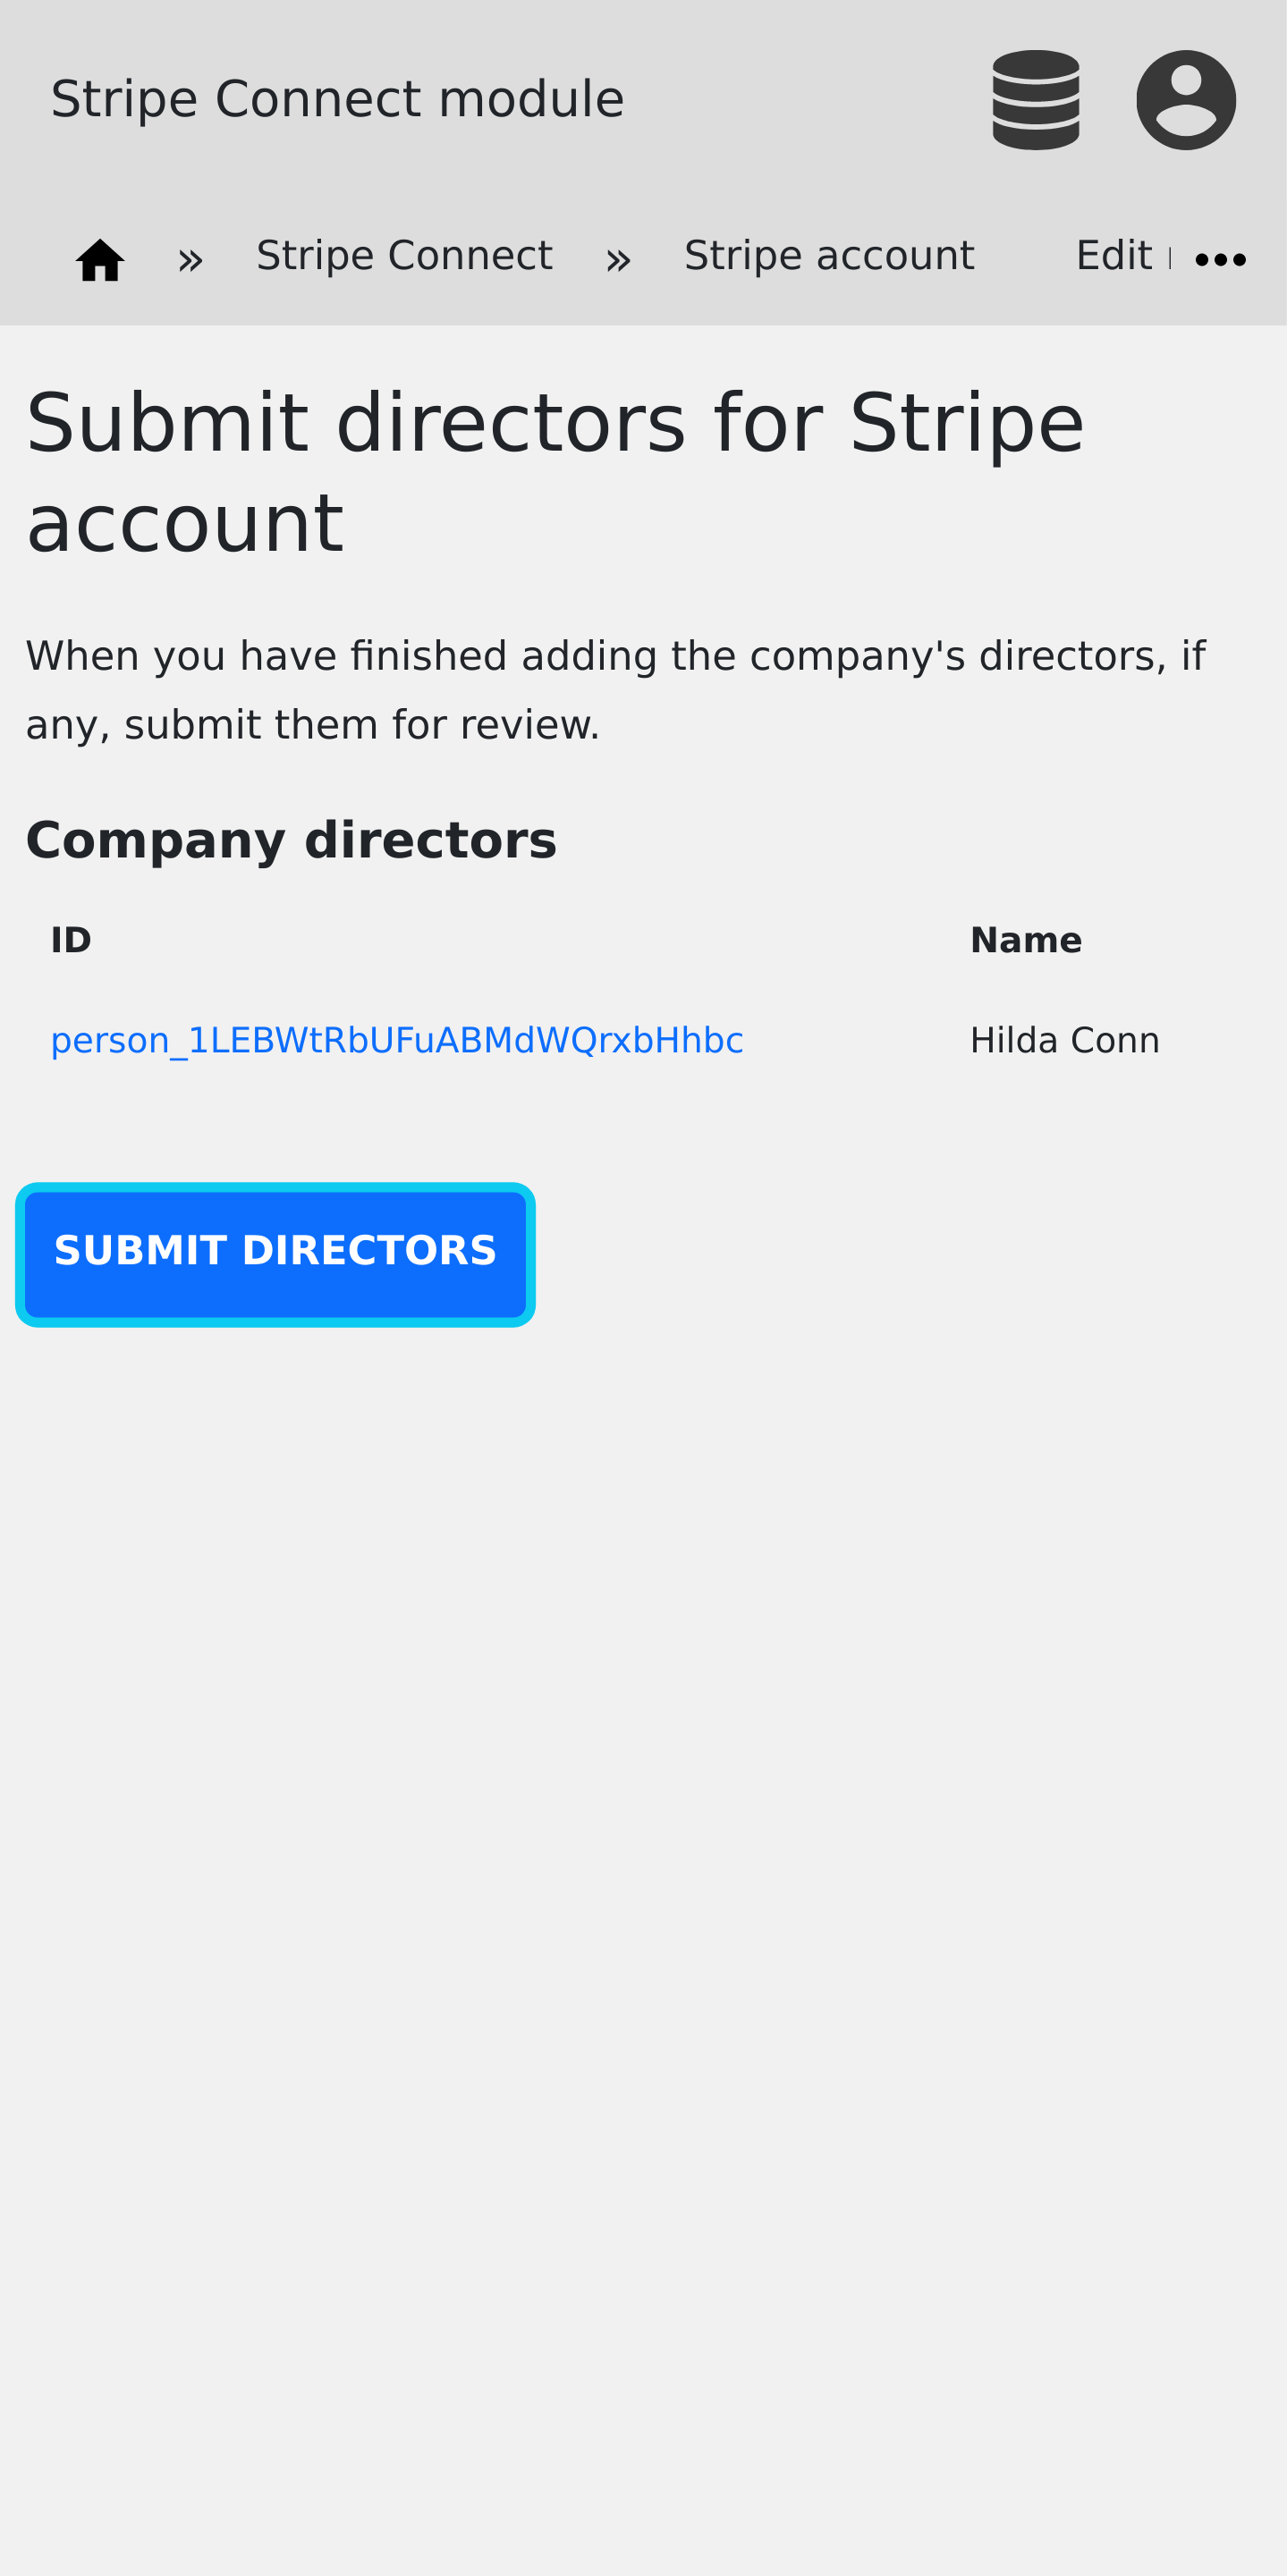 Stripe Connect module
» Stripe Connect » Stripe account Edit •••
Submit directors for Stripe
account
When you have finished adding the company's directors, if
any, submit them for review.
Company directors
ID Name
person_1LEBWtRbUFuABMdWQrxbHhbc Hilda Conn
SUBMIT DIRECTORS